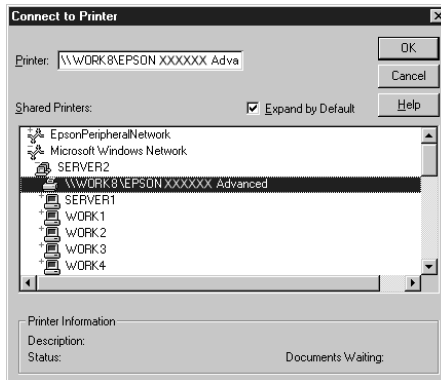 Connect to Printer
Printer: \\WORK8\EPSON XXXXXX Adva
OK
Cancel
Help
Shared Printers:
Expand by Default
EpsonPeripheralNetwork
Microsoft Windows Network
SERVER2
\\WORK8\EPSON XXXXXX Advanced
SERVER1
WORK1
WORK2
WORK3
WORK4
Printer Information
Description:
Status:
Documents Waiting: